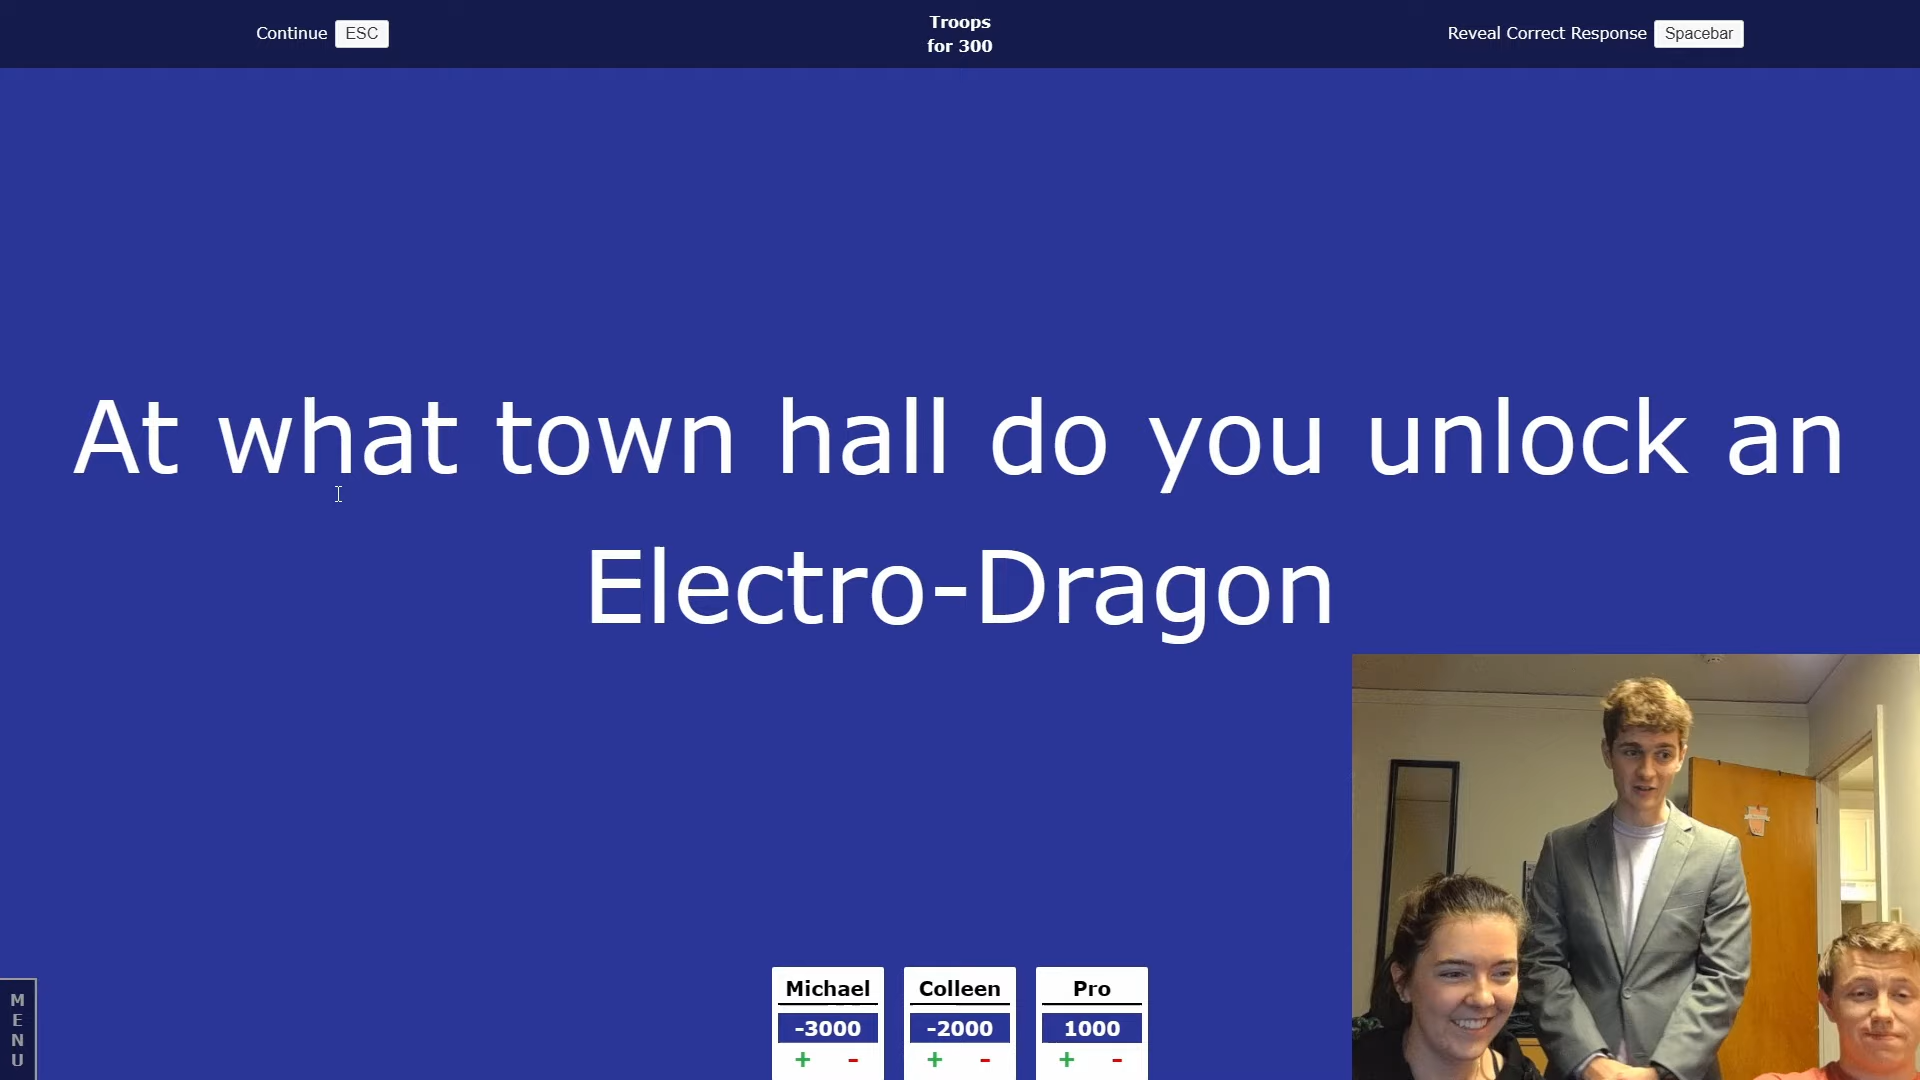 Continue ESC
Troops
for 300
Reveal Correct Response Spacebar
At what town hall do you unlock an
Electro-Dragon
Michael Colleen Pro
-3000 -2000 1000
+ - + - + -
MENU